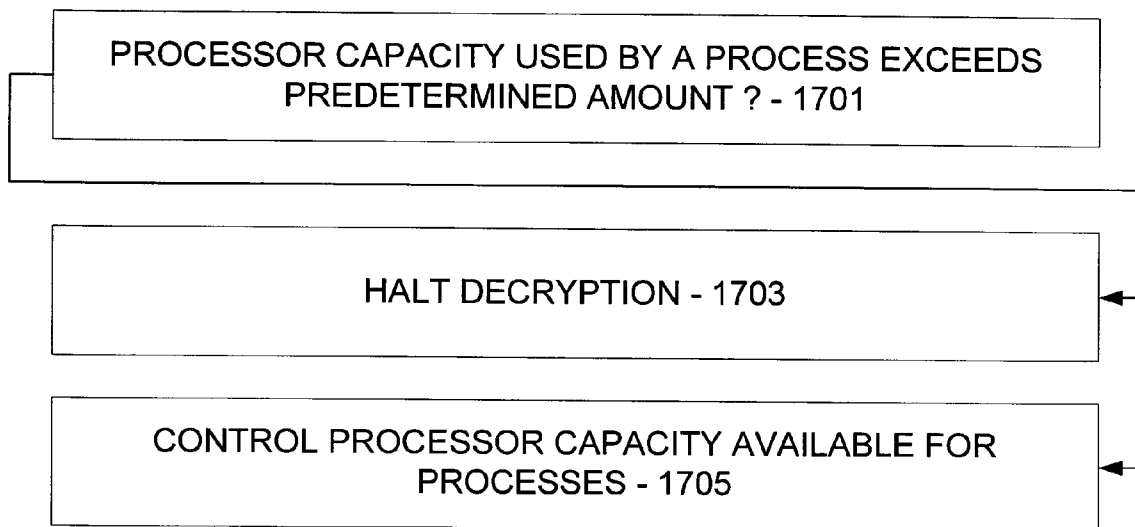 PROCESSOR CAPACITY USED BY A PROCESS EXCEEDS
PREDETERMINED AMOUNT ? - 1701
HALT DECRYPTION - 1703
CONTROL PROCESSOR CAPACITY AVAILABLE FOR
PROCESSES - 1705